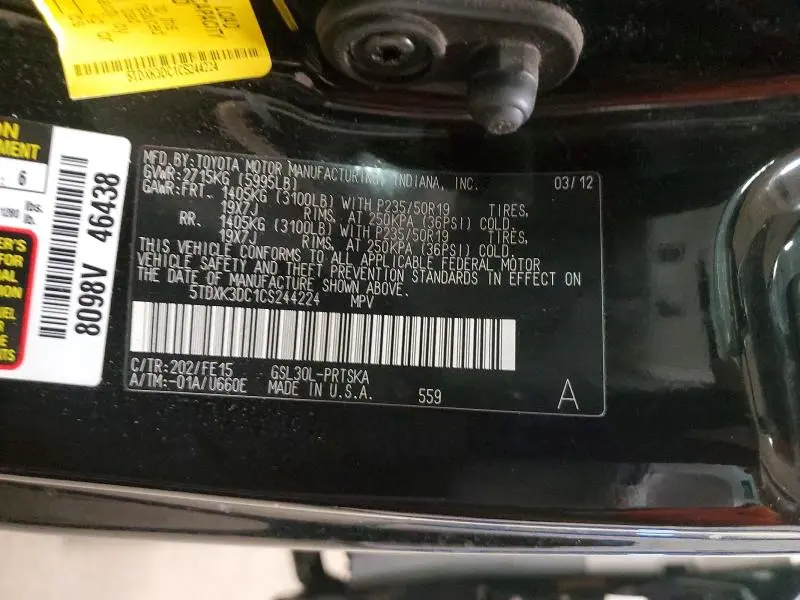 5TDXK3DC1CS244224
8098V 46438
MFD.BY:TOYOTA MOTOR MANUFACTURING, INDIANA, INC. 03/12
GVWR:2715KG (5995LB)
GAWR:FRT. 1405KG (3100LB) WITH P235/50R19 TIRES,
19X7J RIMS, AT 250KPA (36PSI) COLD.
RR. 1405KG (3100LB) WITH P235/50R19 TIRES,
19X7J RIMS, AT 250KPA (36PSI) COLD.
THIS VEHICLE CONFORMS TO ALL APPLICABLE FEDERAL MOTOR
VEHICLE SAFETY AND THEFT PREVENTION STANDARDS IN EFFECT ON
THE DATE OF MANUFACTURE SHOWN ABOVE.
5TDXK3DC1CS244224 MPV
C/TR:202/FE15 GSL30L-PRTSKA
A/TM:-01A/U660E MADE IN U.S.A. 559 A